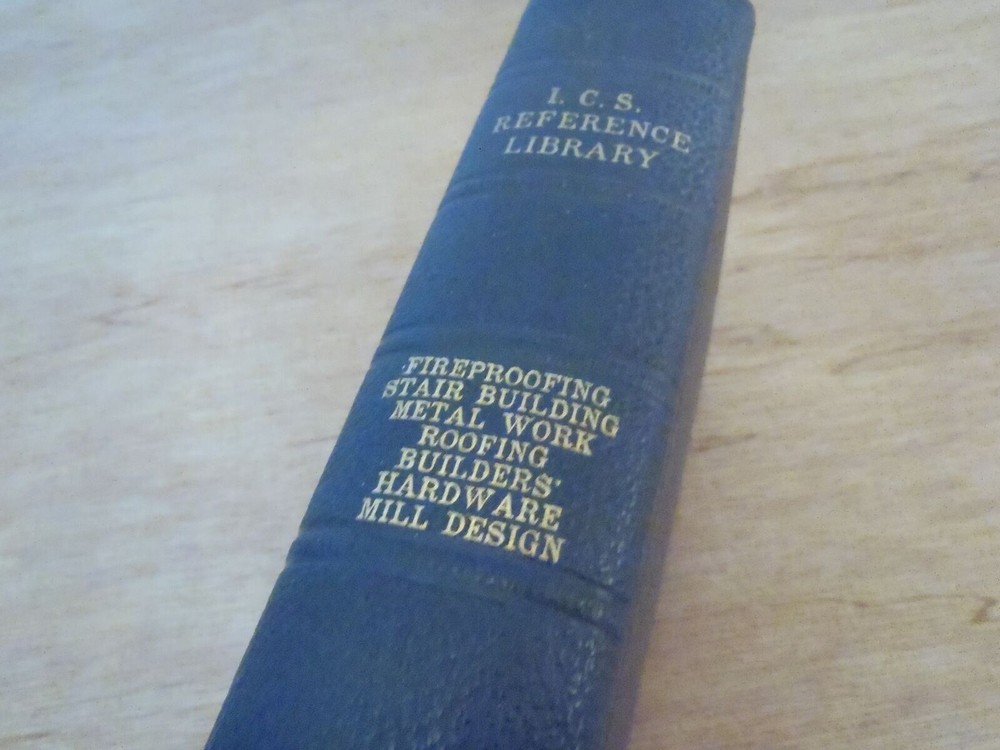 I. C. S.
REFERENCE
LIBRARY
FIREPROOFING
STAIR BUILDING
METAL WORK
ROOFING
BUILDERS'
HARDWARE
MILL DESIGN